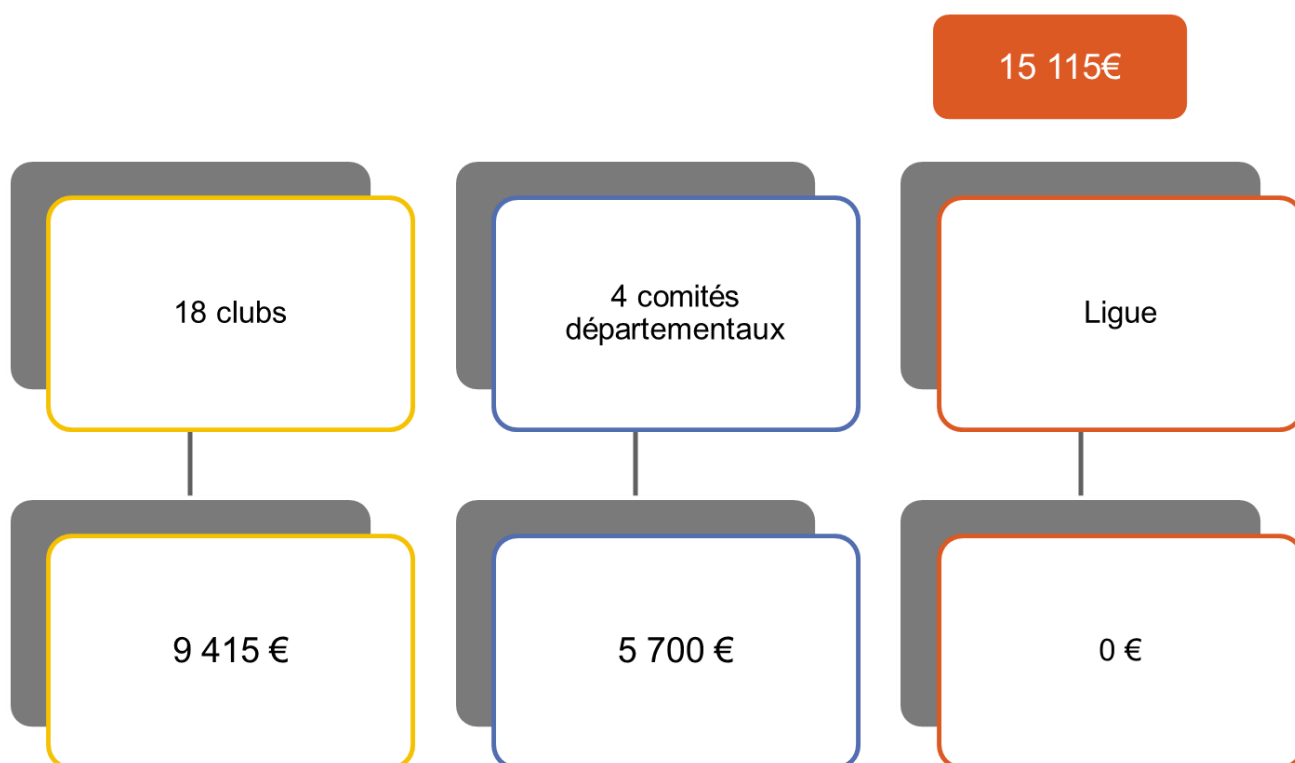 15 115€
18 clubs
4 comités
départementaux
Ligue
9 415 €
5 700 €
0 €